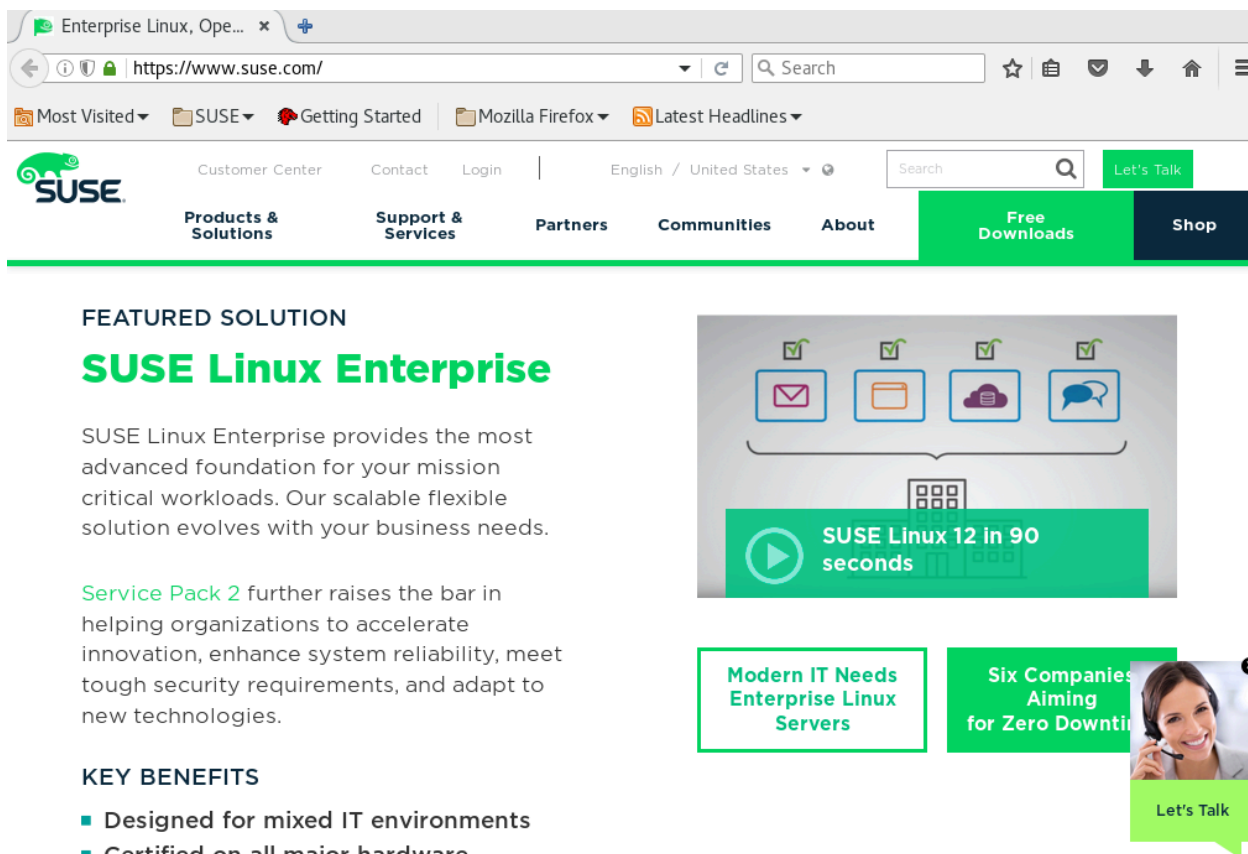 Enterprise Linux, Ope...
https://www.suse.com/
Search
Most Visited
SUSE
Getting Started
Mozilla Firefox
Latest Headlines
SUSE
Customer Center
Contact
Login
English / United States
Search
Let's Talk
Products &
Solutions
Support &
Services
Partners
Communities
About
Free
Downloads
Shop
FEATURED SOLUTION
SUSE Linux Enterprise
SUSE Linux Enterprise provides the most
advanced foundation for your mission
critical workloads. Our scalable flexible
solution evolves with your business needs.
Service Pack 2 further raises the bar in
helping organizations to accelerate
innovation, enhance system reliability, meet
tough security requirements, and adapt to
new technologies.
KEY BENEFITS
Designed for mixed IT environments
Certified on all major hardware
SUSE Linux 12 in 90
seconds
Modern IT Needs
Enterprise Linux
Servers
Six Companies
Aiming
for Zero Downti
Let's Talk